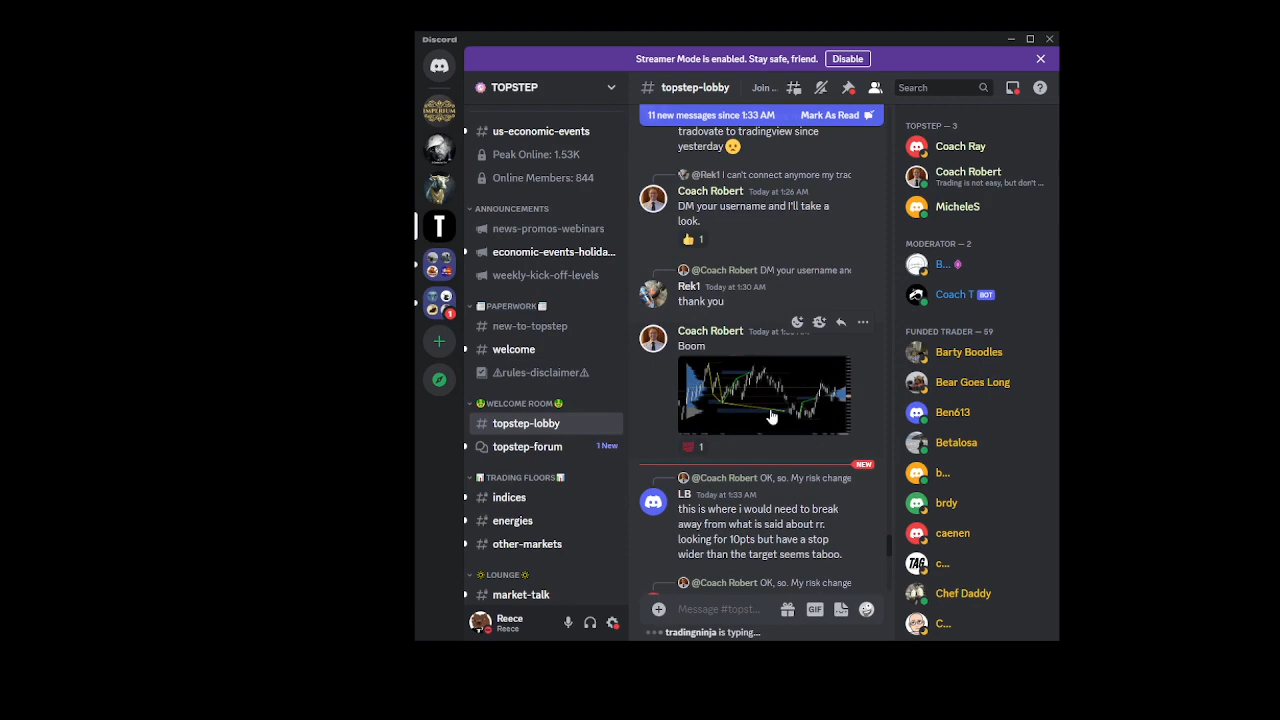 Discord
Streamer Mode is enabled. Stay safe, friend.
Disable
TOPSTEP
us-economic-events
Peak Online: 1.53K
Online Members: 844
ANNOUNCEMENTS
news-promos-webinars
economic-events-holida...
weekly-kick-off-levels
PAPERWORK
new-to-topstep
welcome
⚠rules-disclaimer⚠
WELCOME ROOM
topstep-lobby
topstep-forum
1 New
TRADING FLOORS
indices
energies
other-markets
LOUNGE
market-talk
Reece
Reece
IMPERIUM
T
1
topstep-lobby
Join ...
Search
11 new messages since 1:33 AM
Mark As Read
tradovate to tradingview since
yesterday
@Rek1 I can't connect anymore my trac
Coach Robert Today at 1:26 AM
DM your username and I'll take a
look.
1
@Coach Robert DM your username and
Rek1 Today at 1:30 AM
thank you
Coach Robert
Boom
1
NEW
@Coach Robert OK, so. My risk change
LB Today at 1:33 AM
this is where i would need to break
away from what is said about rr.
looking for 10pts but have a stop
wider than the target seems taboo.
@Coach Robert OK, so. My risk change
Message #topst...
GIF
tradingninja is typing...
TOPSTEP — 3
Coach Ray
Coach Robert
Trading is not easy, but don't ...
MicheleS
MODERATOR — 2
B...
Coach T BOT
FUNDED TRADER — 59
Barty Boodles
Bear Goes Long
Ben613
Betalosa
b...
brdy
caenen
TAG
c...
Chef Daddy
C...